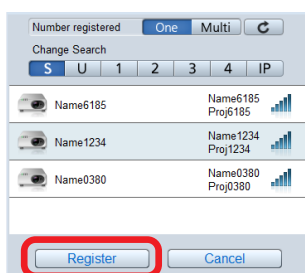 Number registered One Multi
Change Search
S U 1 2 3 4 IP
Name6185 Name6185
Proj6185
Name1234 Name1234
Proj1234
Name0380 Name0380
Proj0380
Register Cancel